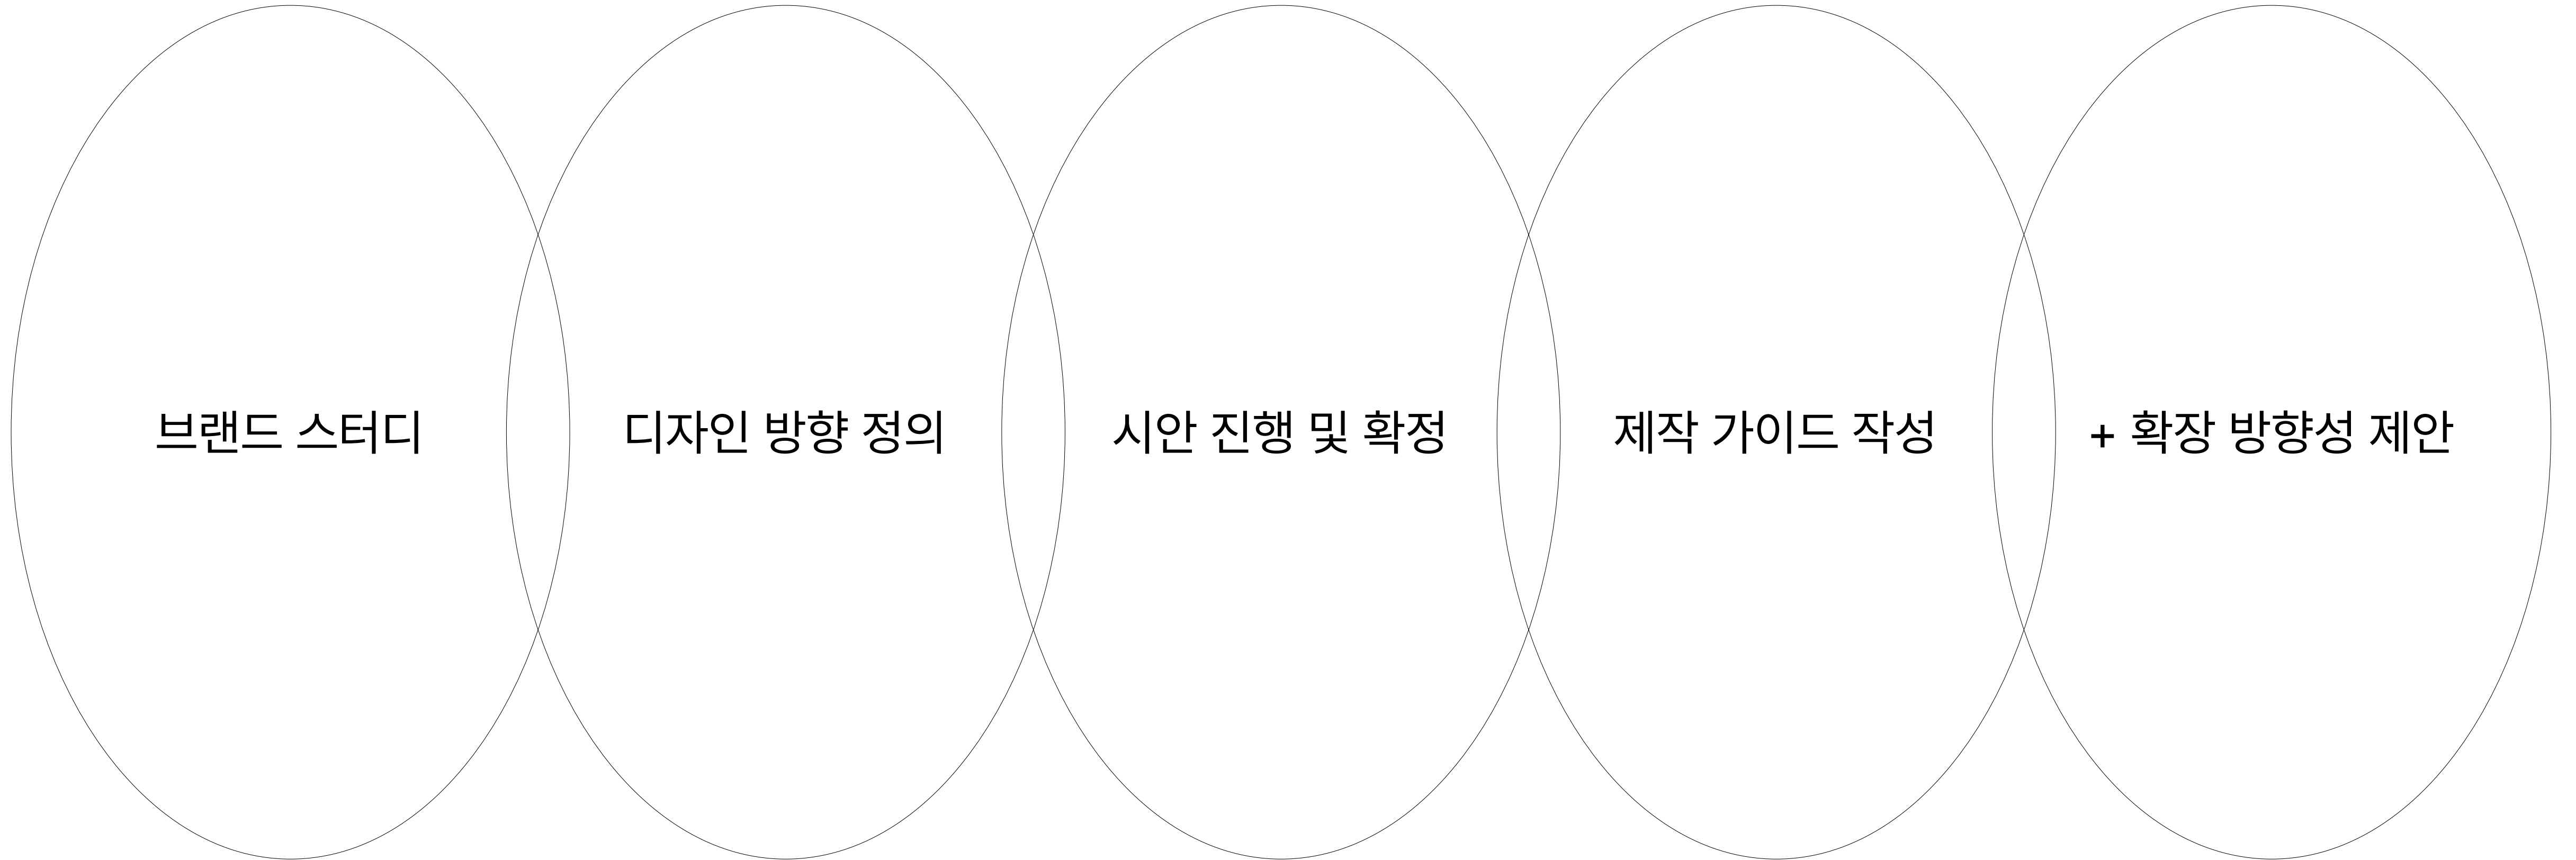 브랜드 스터디
디자인 방향 정의
시안 진행 및 확정
제작 가이드 작성
+ 확장 방향성 제안